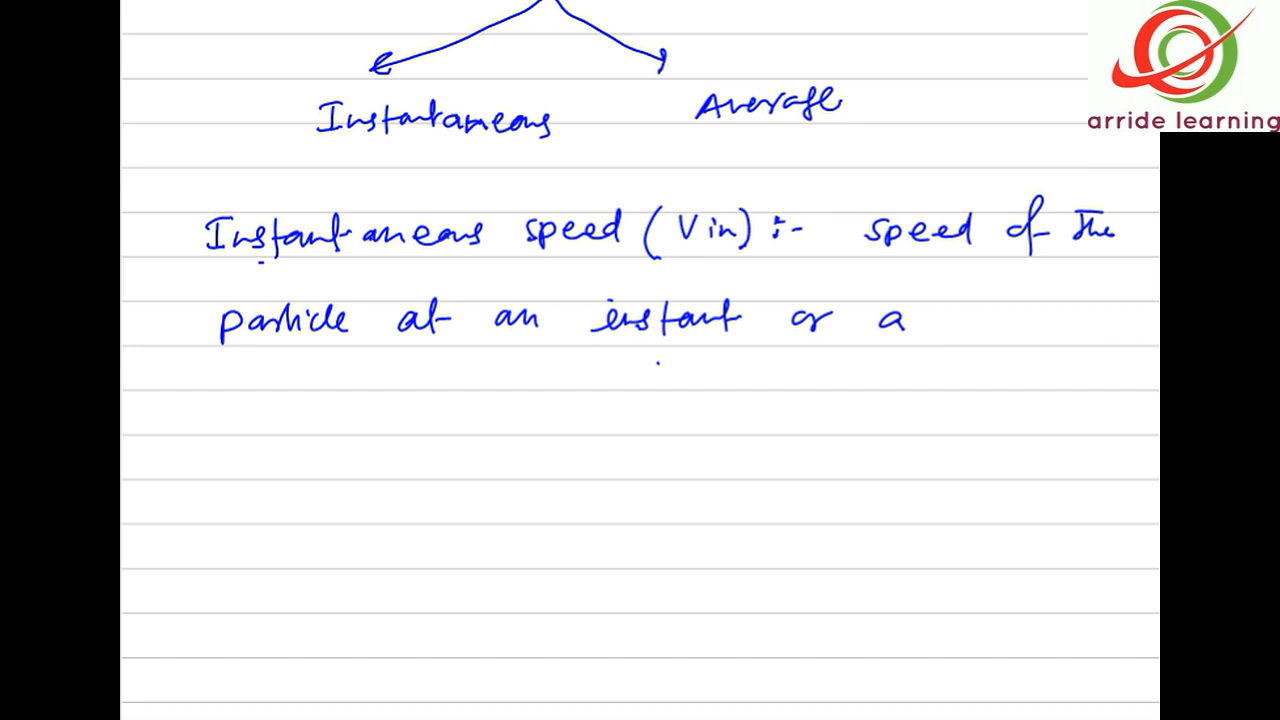 Instantaneous Average
arride learning
Instantaneous speed (Vin) :- speed of the
particle at an instant or a